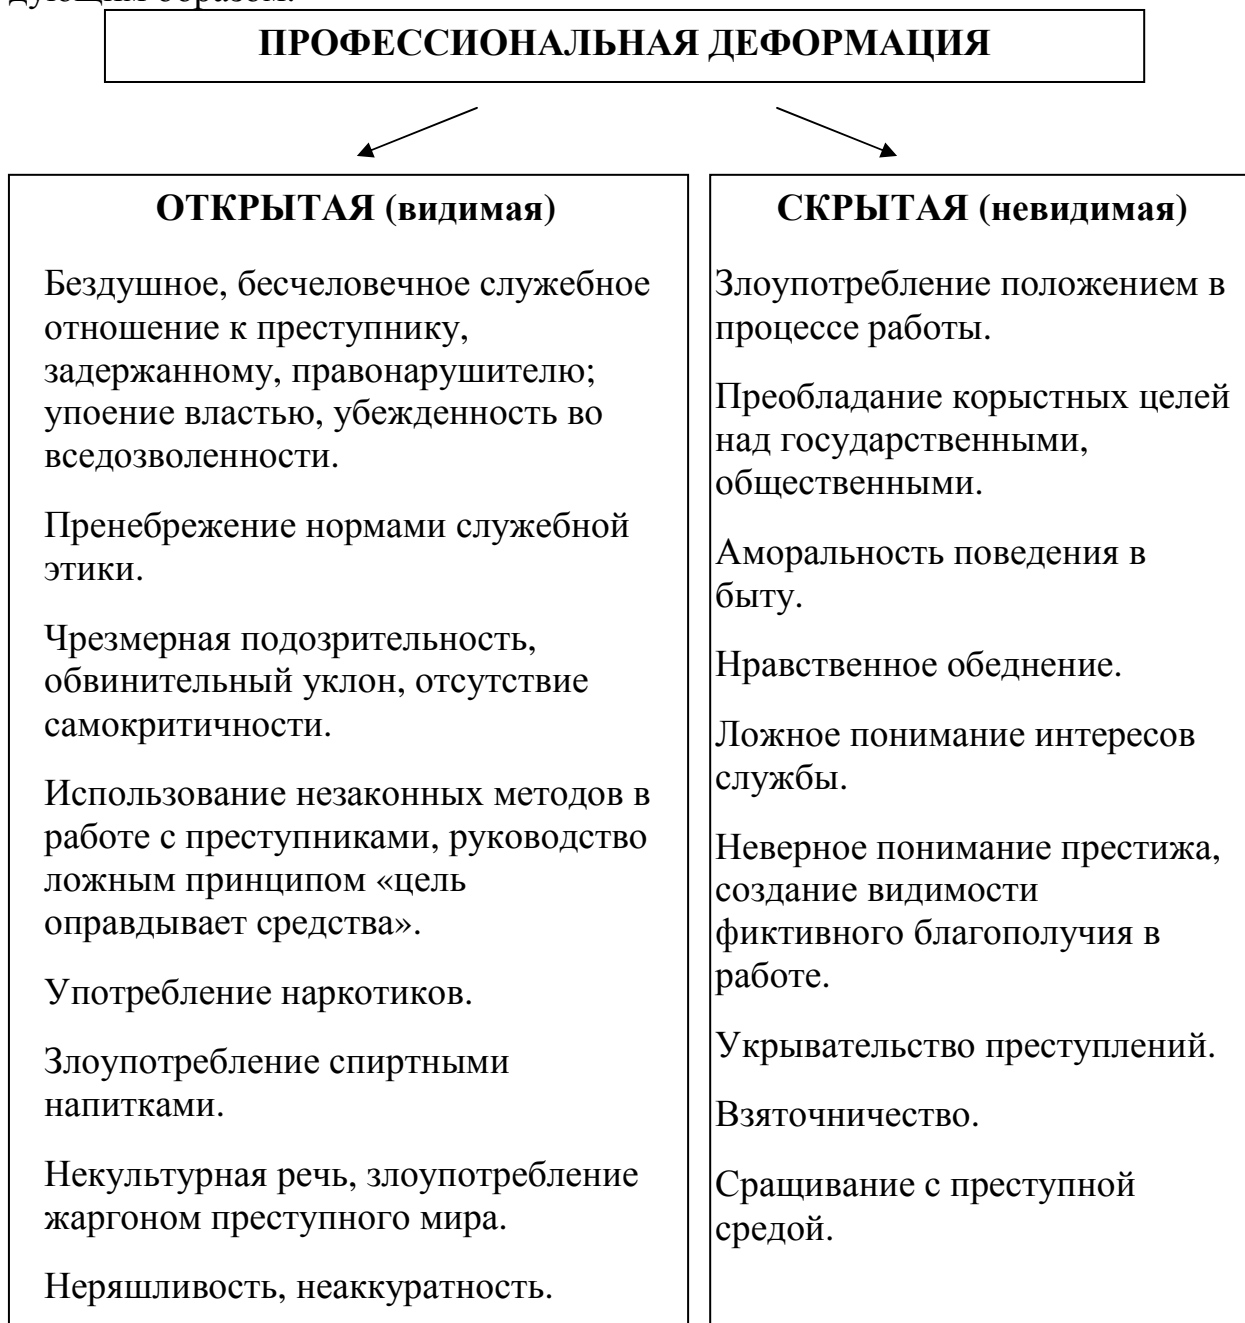 дующим образом:
ПРОФЕССИОНАЛЬНАЯ ДЕФОРМАЦИЯ
ОТКРЫТАЯ (видимая)
Бездушное, бесчеловечное служебное
отношение к преступнику,
задержанному, правонарушителю;
упоение властью, убежденность во
вседозволенности.
Пренебрежение нормами служебной
этики.
Чрезмерная подозрительность,
обвинительный уклон, отсутствие
самокритичности.
Использование незаконных методов в
работе с преступниками, руководство
ложным принципом «цель
оправдывает средства».
Употребление наркотиков.
Злоупотребление спиртными
напитками.
Некультурная речь, злоупотребление
жаргоном преступного мира.
Неряшливость, неаккуратность.
СКРЫТАЯ (невидимая)
Злоупотребление положением в
процессе работы.
Преобладание корыстных целей
над государственными,
общественными.
Аморальность поведения в
быту.
Нравственное обеднение.
Ложное понимание интересов
службы.
Неверное понимание престижа,
создание видимости
фиктивного благополучия в
работе.
Укрывательство преступлений.
Взяточничество.
Сращивание с преступной
средой.